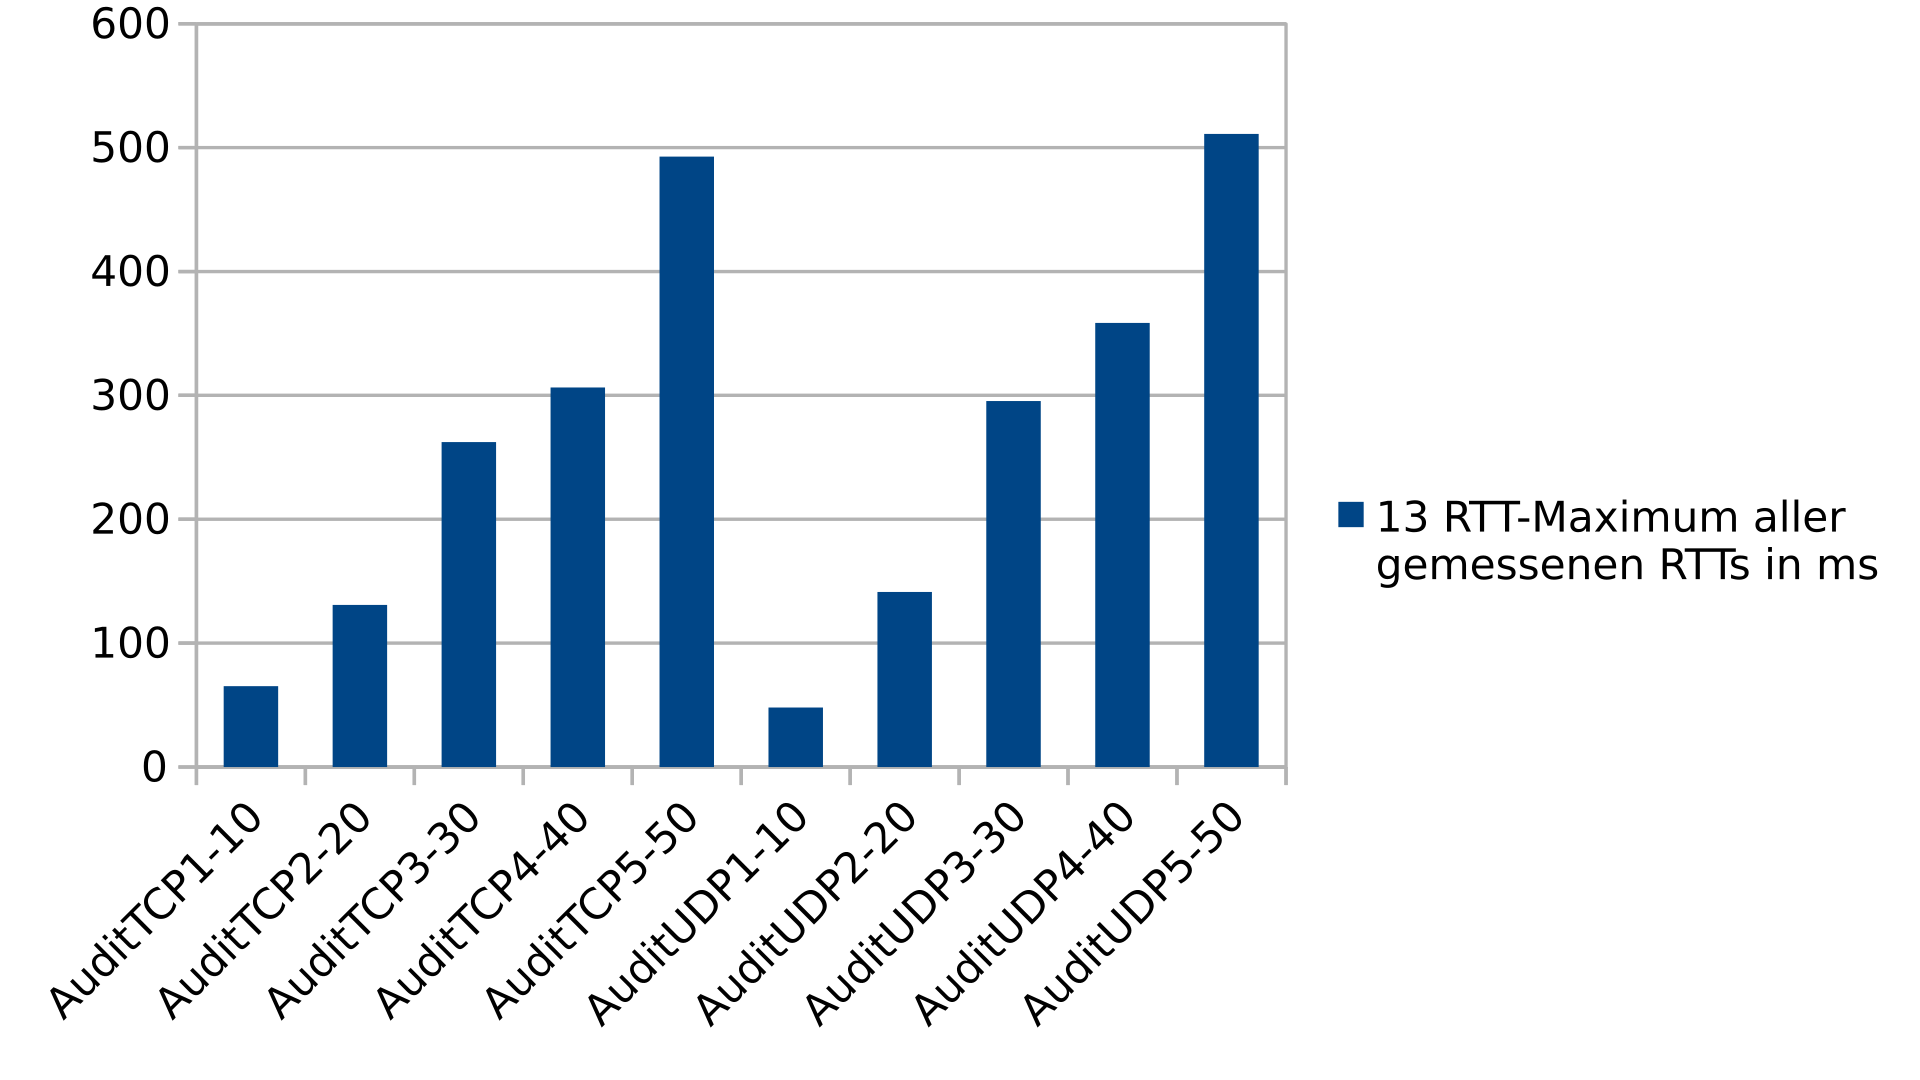 600
500
400
300
200
100
0
AuditTCP1-10
AuditTCP2-20
AuditTCP3-30
AuditTCP4-40
AuditTCP5-50
AuditUDP1-10
AuditUDP2-20
AuditUDP3-30
AuditUDP4-40
AuditUDP5-50
13 RTT-Maximum aller
gemessenen RTTs in ms